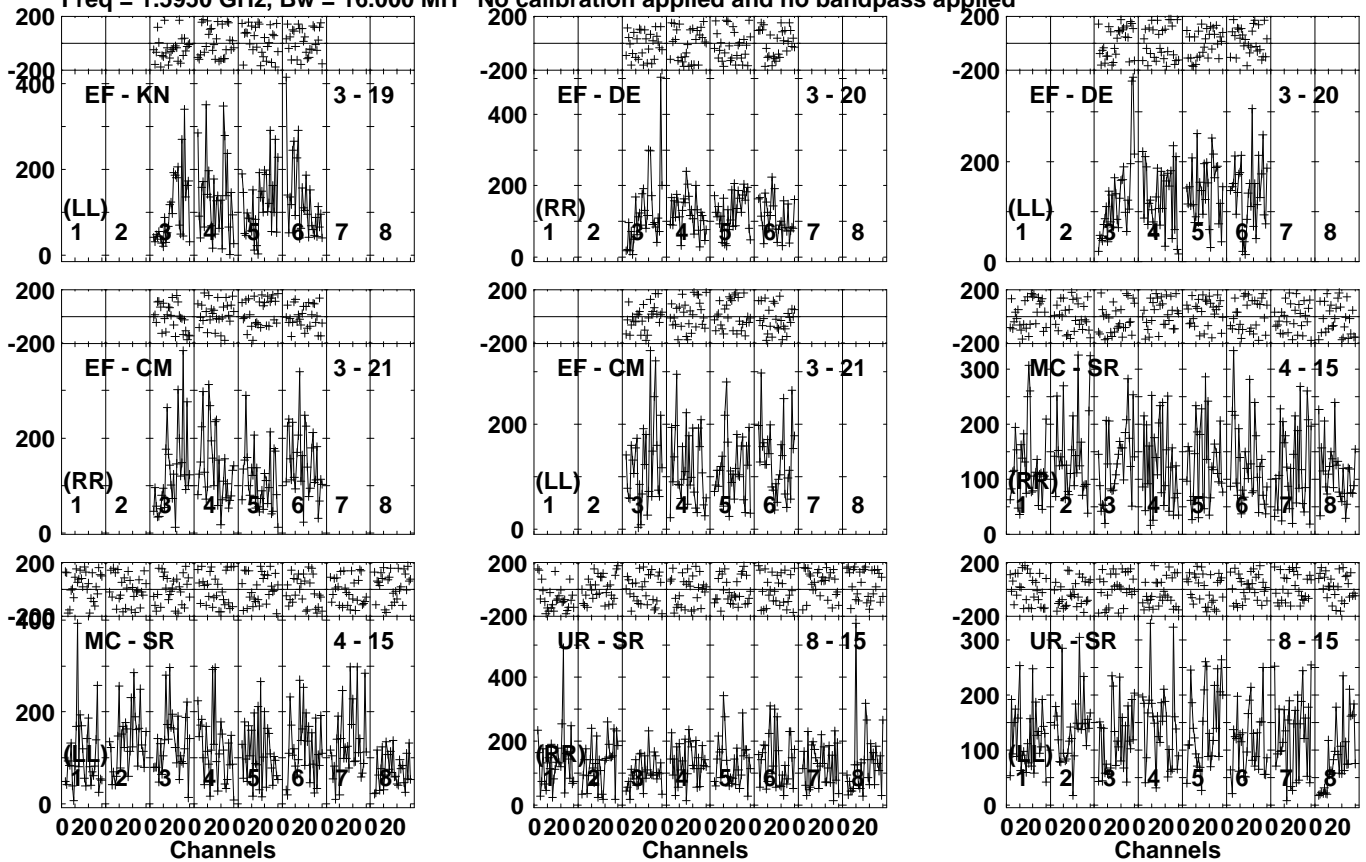 Freq = 1.5950 GHz, Bw = 16.000 MH No calibration applied and no bandpass applied
200 200 200
-200 -200 -200
400 EF - KN 3 - 19
400 EF - DE 3 - 20
EF - DE 3 - 20
200 200 200
(LL) (RR) (LL)
1 2 3 4 5 6 7 8
1 2 3 4 5 6 7 8
1 2 3 4 5 6 7 8
0 0 0
200 200 200
-200 -200 -200
EF - CM 3 - 21
EF - CM 3 - 21
300 MC - SR 4 - 15
200 200 200
100
(RR) (LL) (RR)
1 2 3 4 5 6 7 8
1 2 3 4 5 6 7 8
1 2 3 4 5 6 7 8
0 0 0
200 200 200
-200 -200 -200
400
MC - SR 4 - 15
400 UR - SR 8 - 15
300 UR - SR 8 - 15
200 200 200
100
(LL) (RR) (LL)
1 2 3 4 5 6 7 8
1 2 3 4 5 6 7 8
1 2 3 4 5 6 7 8
0 0 0
0 20 0 20 0 20 0 20 0 20 0 20 0 20 0 20
0 20 0 20 0 20 0 20 0 20 0 20 0 20 0 20
0 20 0 20 0 20 0 20 0 20 0 20 0 20 0 20
Channels Channels Channels